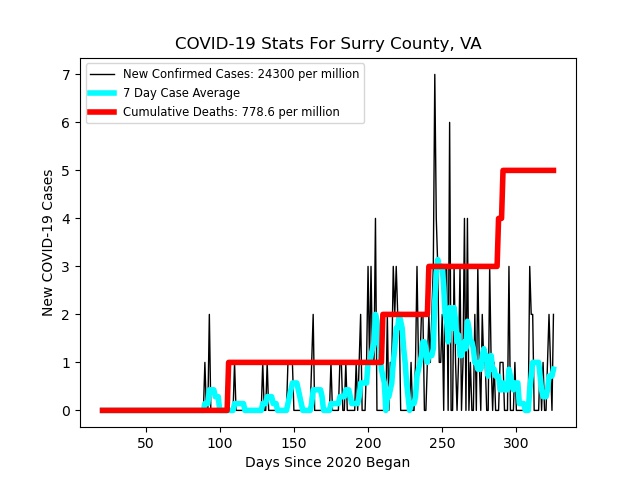 COVID-19 Stats For Surry County, VA
New Confirmed Cases: 24300 per million
7 Day Case Average
Cumulative Deaths: 778.6 per million
New COVID-19 Cases
7
6
5
4
3
2
1
0
50 100 150 200 250 300
Days Since 2020 Began